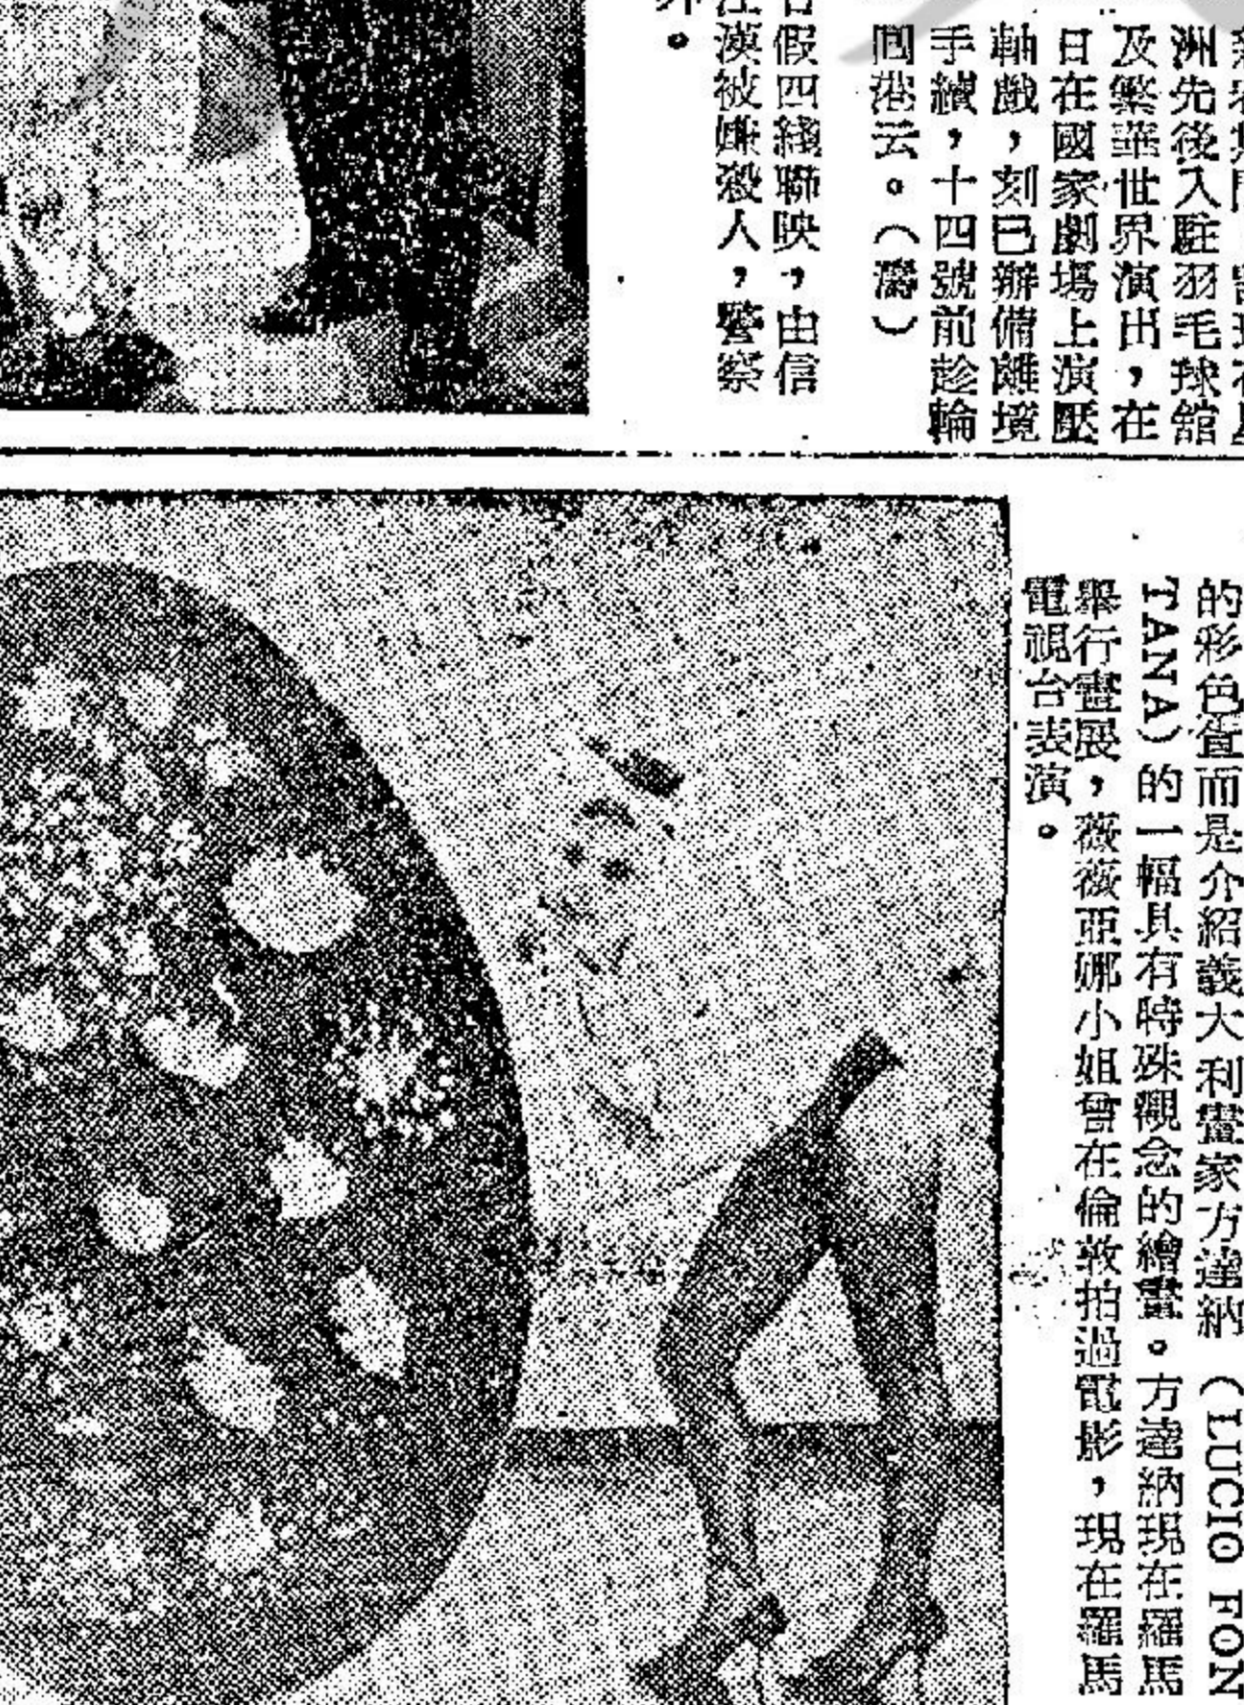 洲先後入駐羽毛球館
及繁華世界演出，在
日在國家劇場上演壓
軸戲，刻已辦備離境
手續，十四號前趁輪
囘港云。（濤）
假四綫聯映，由信
漢被嫌殺人，警察
。
的彩色蛋而是介紹義大利畫家方達納（LUCIO FON
TANA）的一幅具有特殊觀念的繪畫。方達納現在羅馬
舉行畫展，薇薇亞娜小姐曾在倫敦拍過電影，現在羅馬
電視台表演。